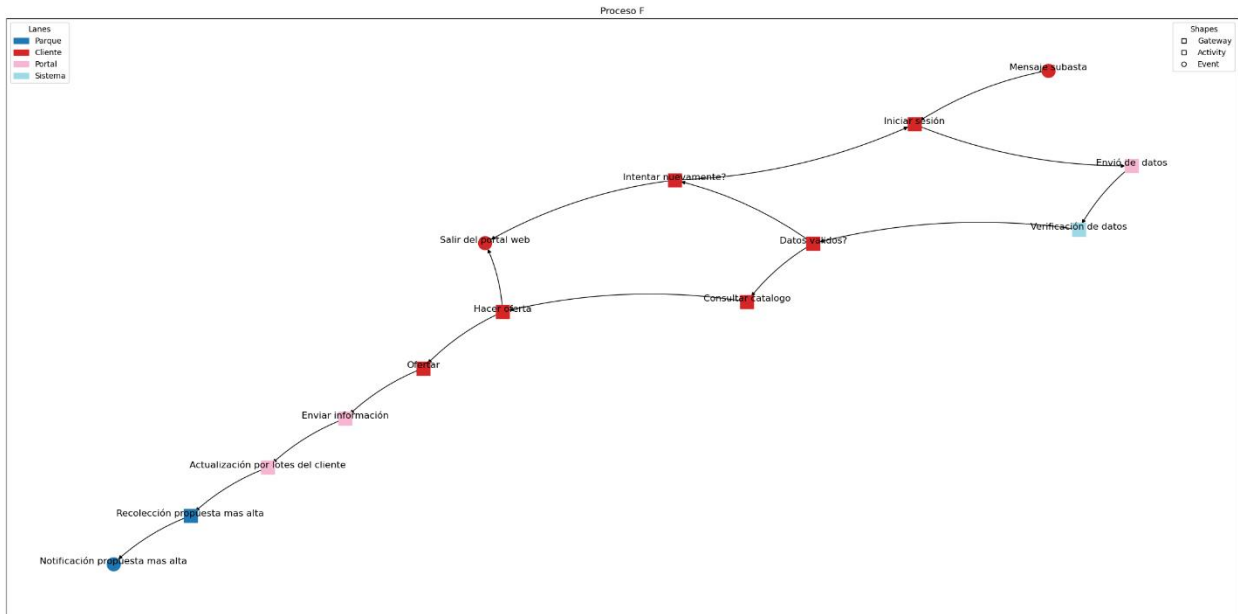 Proceso F
Lanes
Parque
Cliente
Portal
Sistema
Shapes
Gateway
Activity
Event
Mensaje subasta
Iniciar sesión
Envió de datos
Intentar nuevamente?
Verificación de datos
Salir del portal web
Datos validos?
Consultar catalogo
Hacer oferta
Ofertar
Enviar información
Actualización por lotes del cliente
Recolección propuesta mas alta
Notificación propuesta mas alta